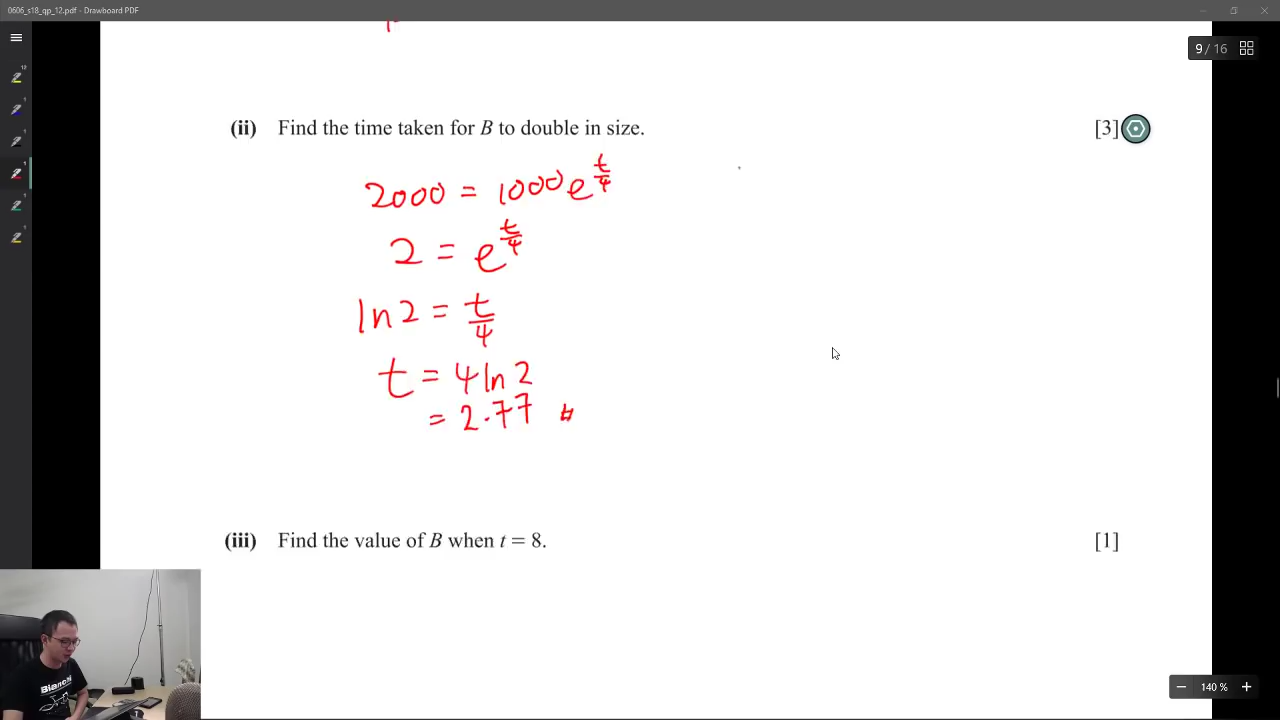 0606_s18_qp_12.pdf - Drawboard PDF
9 / 16
(ii) Find the time taken for B to double in size. [3]
2000 = 1000e^(t/4)
2 = e^(t/4)
ln 2 = t/4
t = 4 ln 2
= 2.77
(iii) Find the value of B when t = 8. [1]
Bianchi
140 %